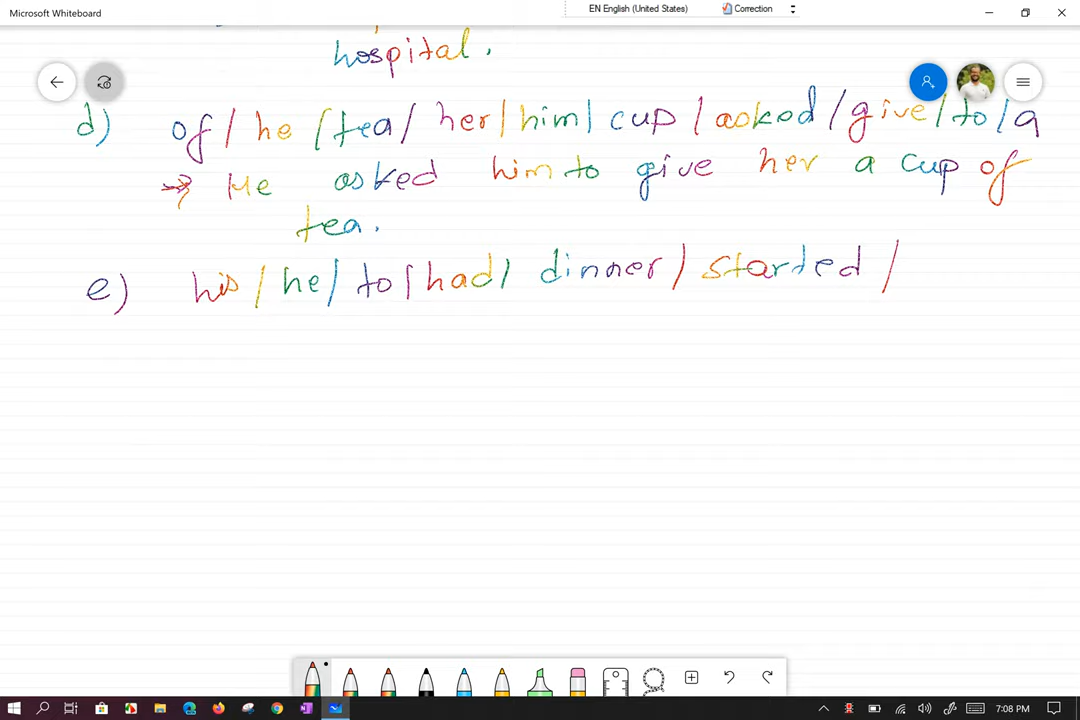 Microsoft Whiteboard
EN English (United States)
Correction
hospital.
d) of / he / tea / her / him / cup / asked / give / to / a
→ He asked him to give her a cup of
tea.
e) his / he / to / had / dinner / started /
7:08 PM